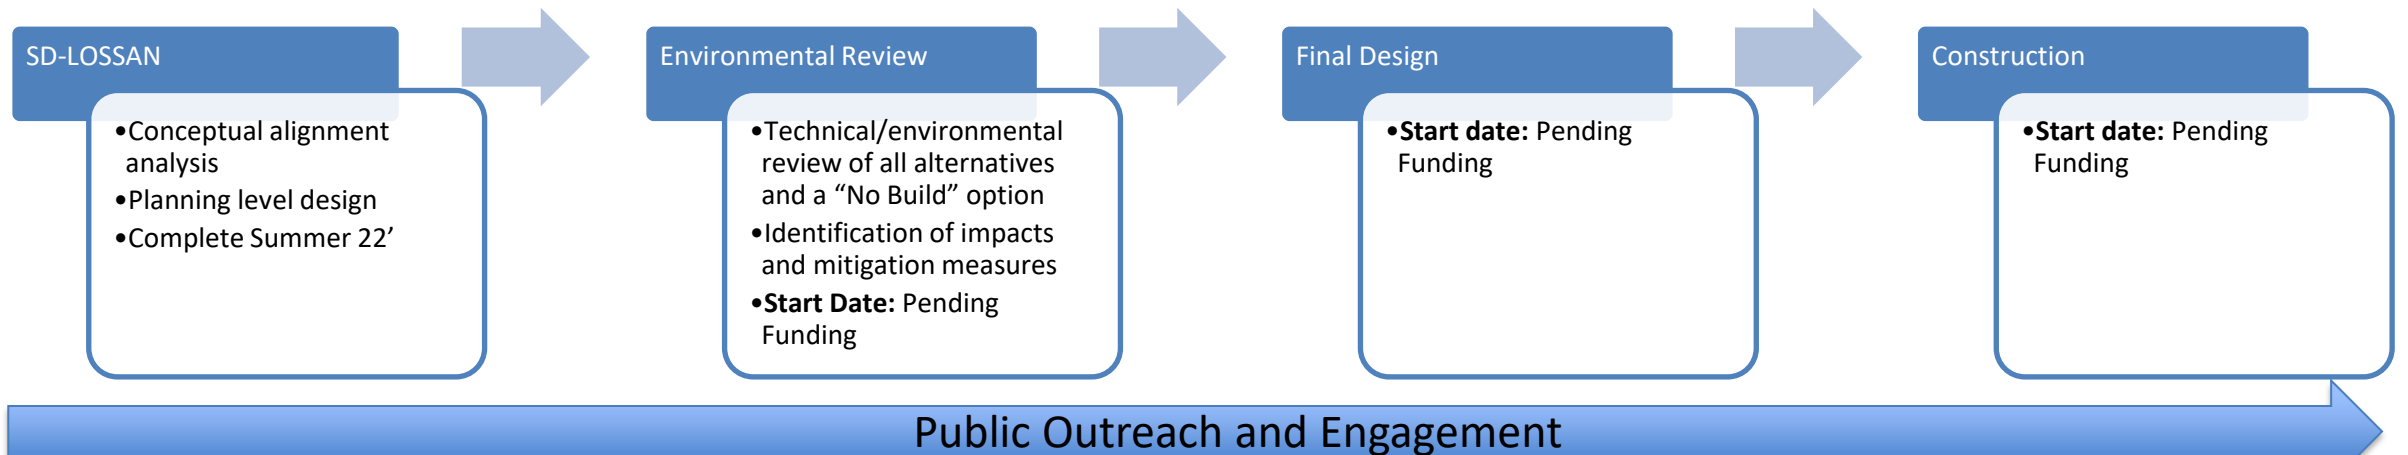 SD-LOSSAN
•Conceptual alignment
analysis
•Planning level design
•Complete Summer 22’
Environmental Review
•Technical/environmental
review of all alternatives
and a “No Build” option
•Identification of impacts
and mitigation measures
•Start Date: Pending
Funding
Final Design
•Start date: Pending
Funding
Construction
•Start date: Pending
Funding
Public Outreach and Engagement